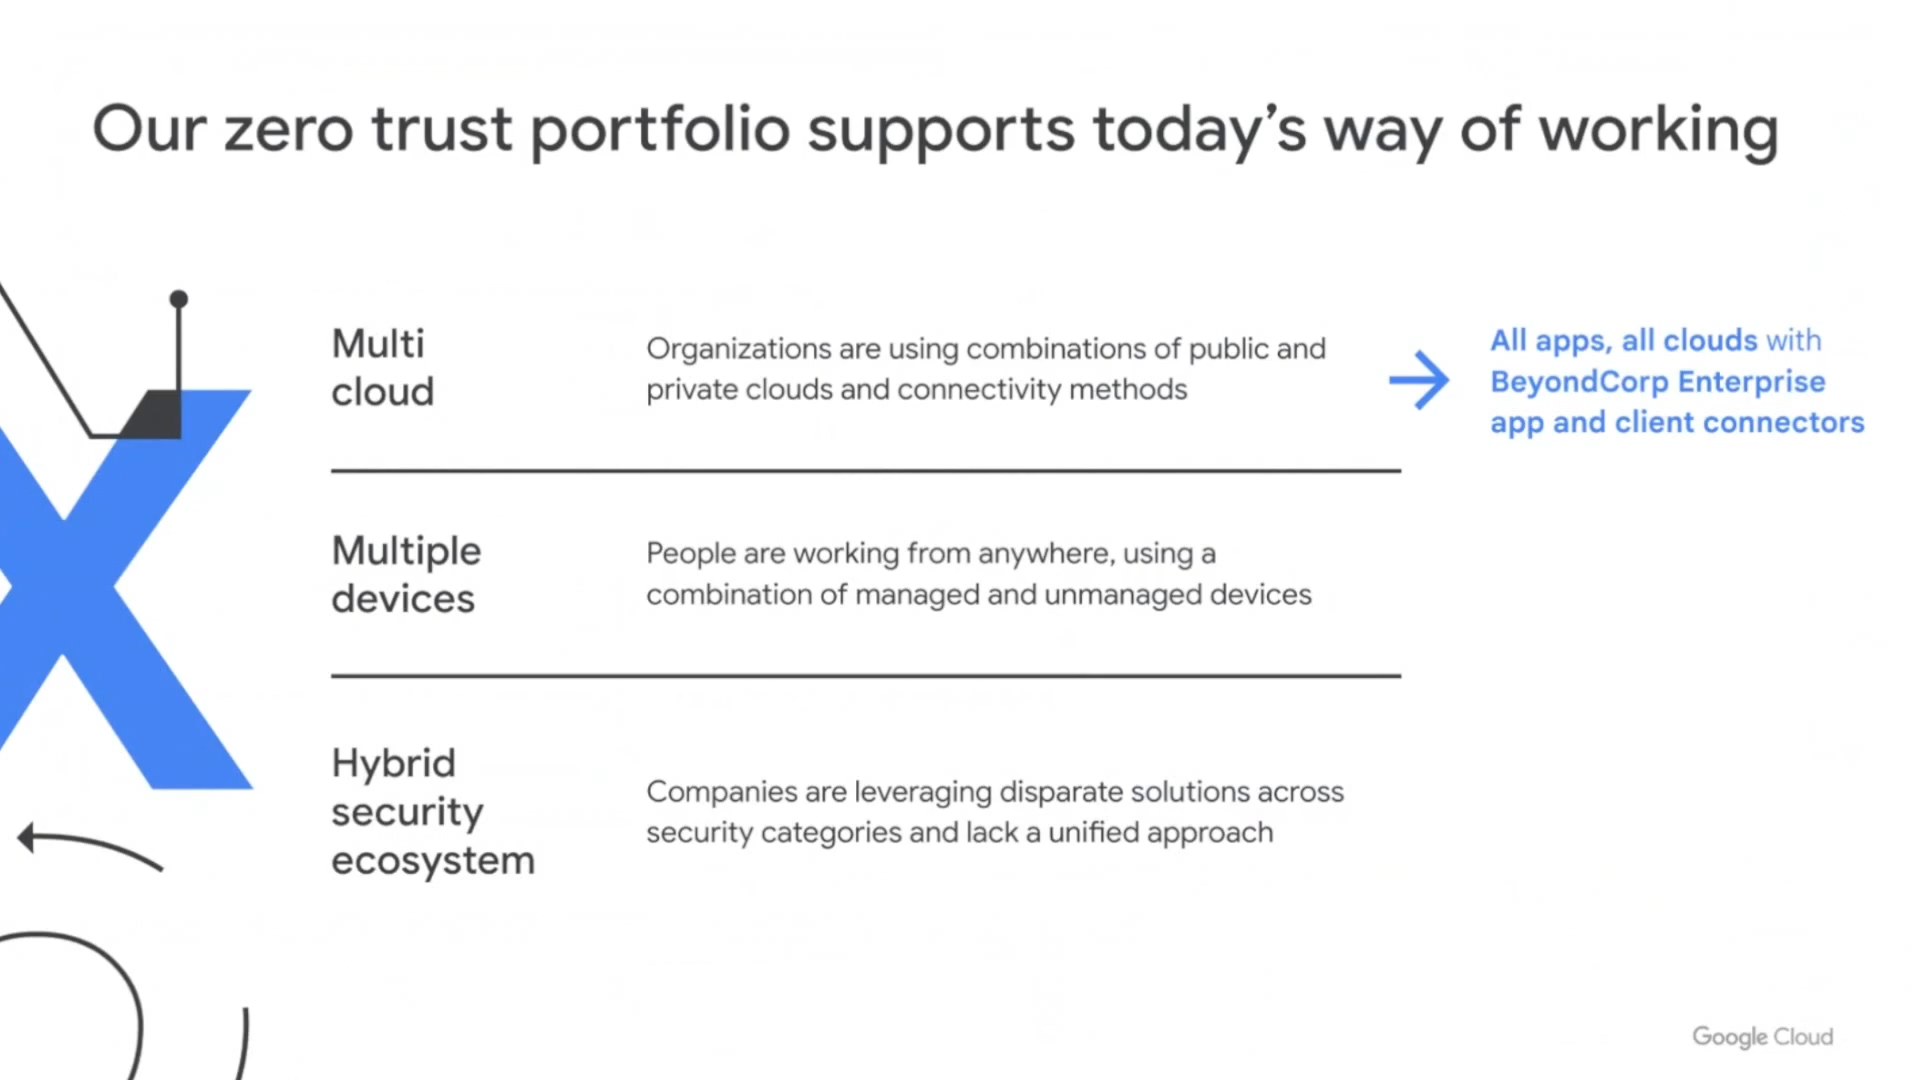 Our zero trust portfolio supports today’s way of working
Multi
cloud
Organizations are using combinations of public and
private clouds and connectivity methods
All apps, all clouds with
BeyondCorp Enterprise
app and client connectors
Multiple
devices
People are working from anywhere, using a
combination of managed and unmanaged devices
Hybrid
security
ecosystem
Companies are leveraging disparate solutions across
security categories and lack a unified approach
Google Cloud